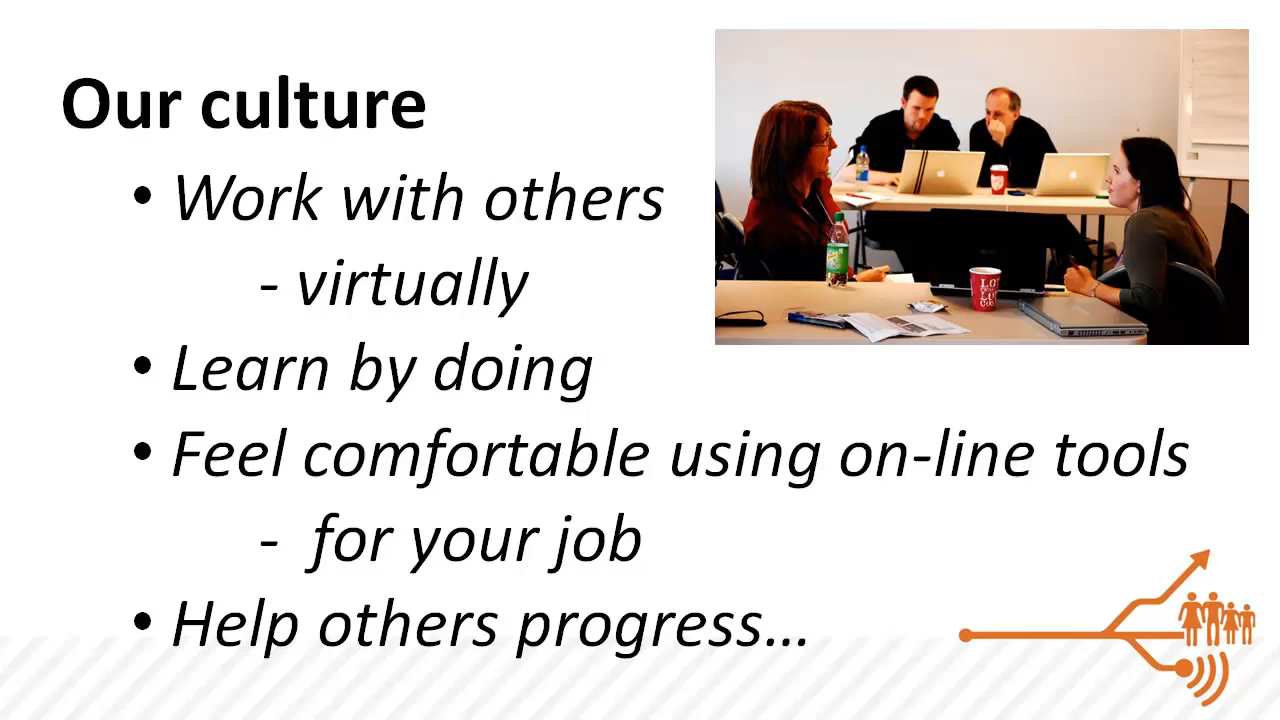 Our culture
• Work with others
- virtually
• Learn by doing
• Feel comfortable using on-line tools
- for your job
• Help others progress...